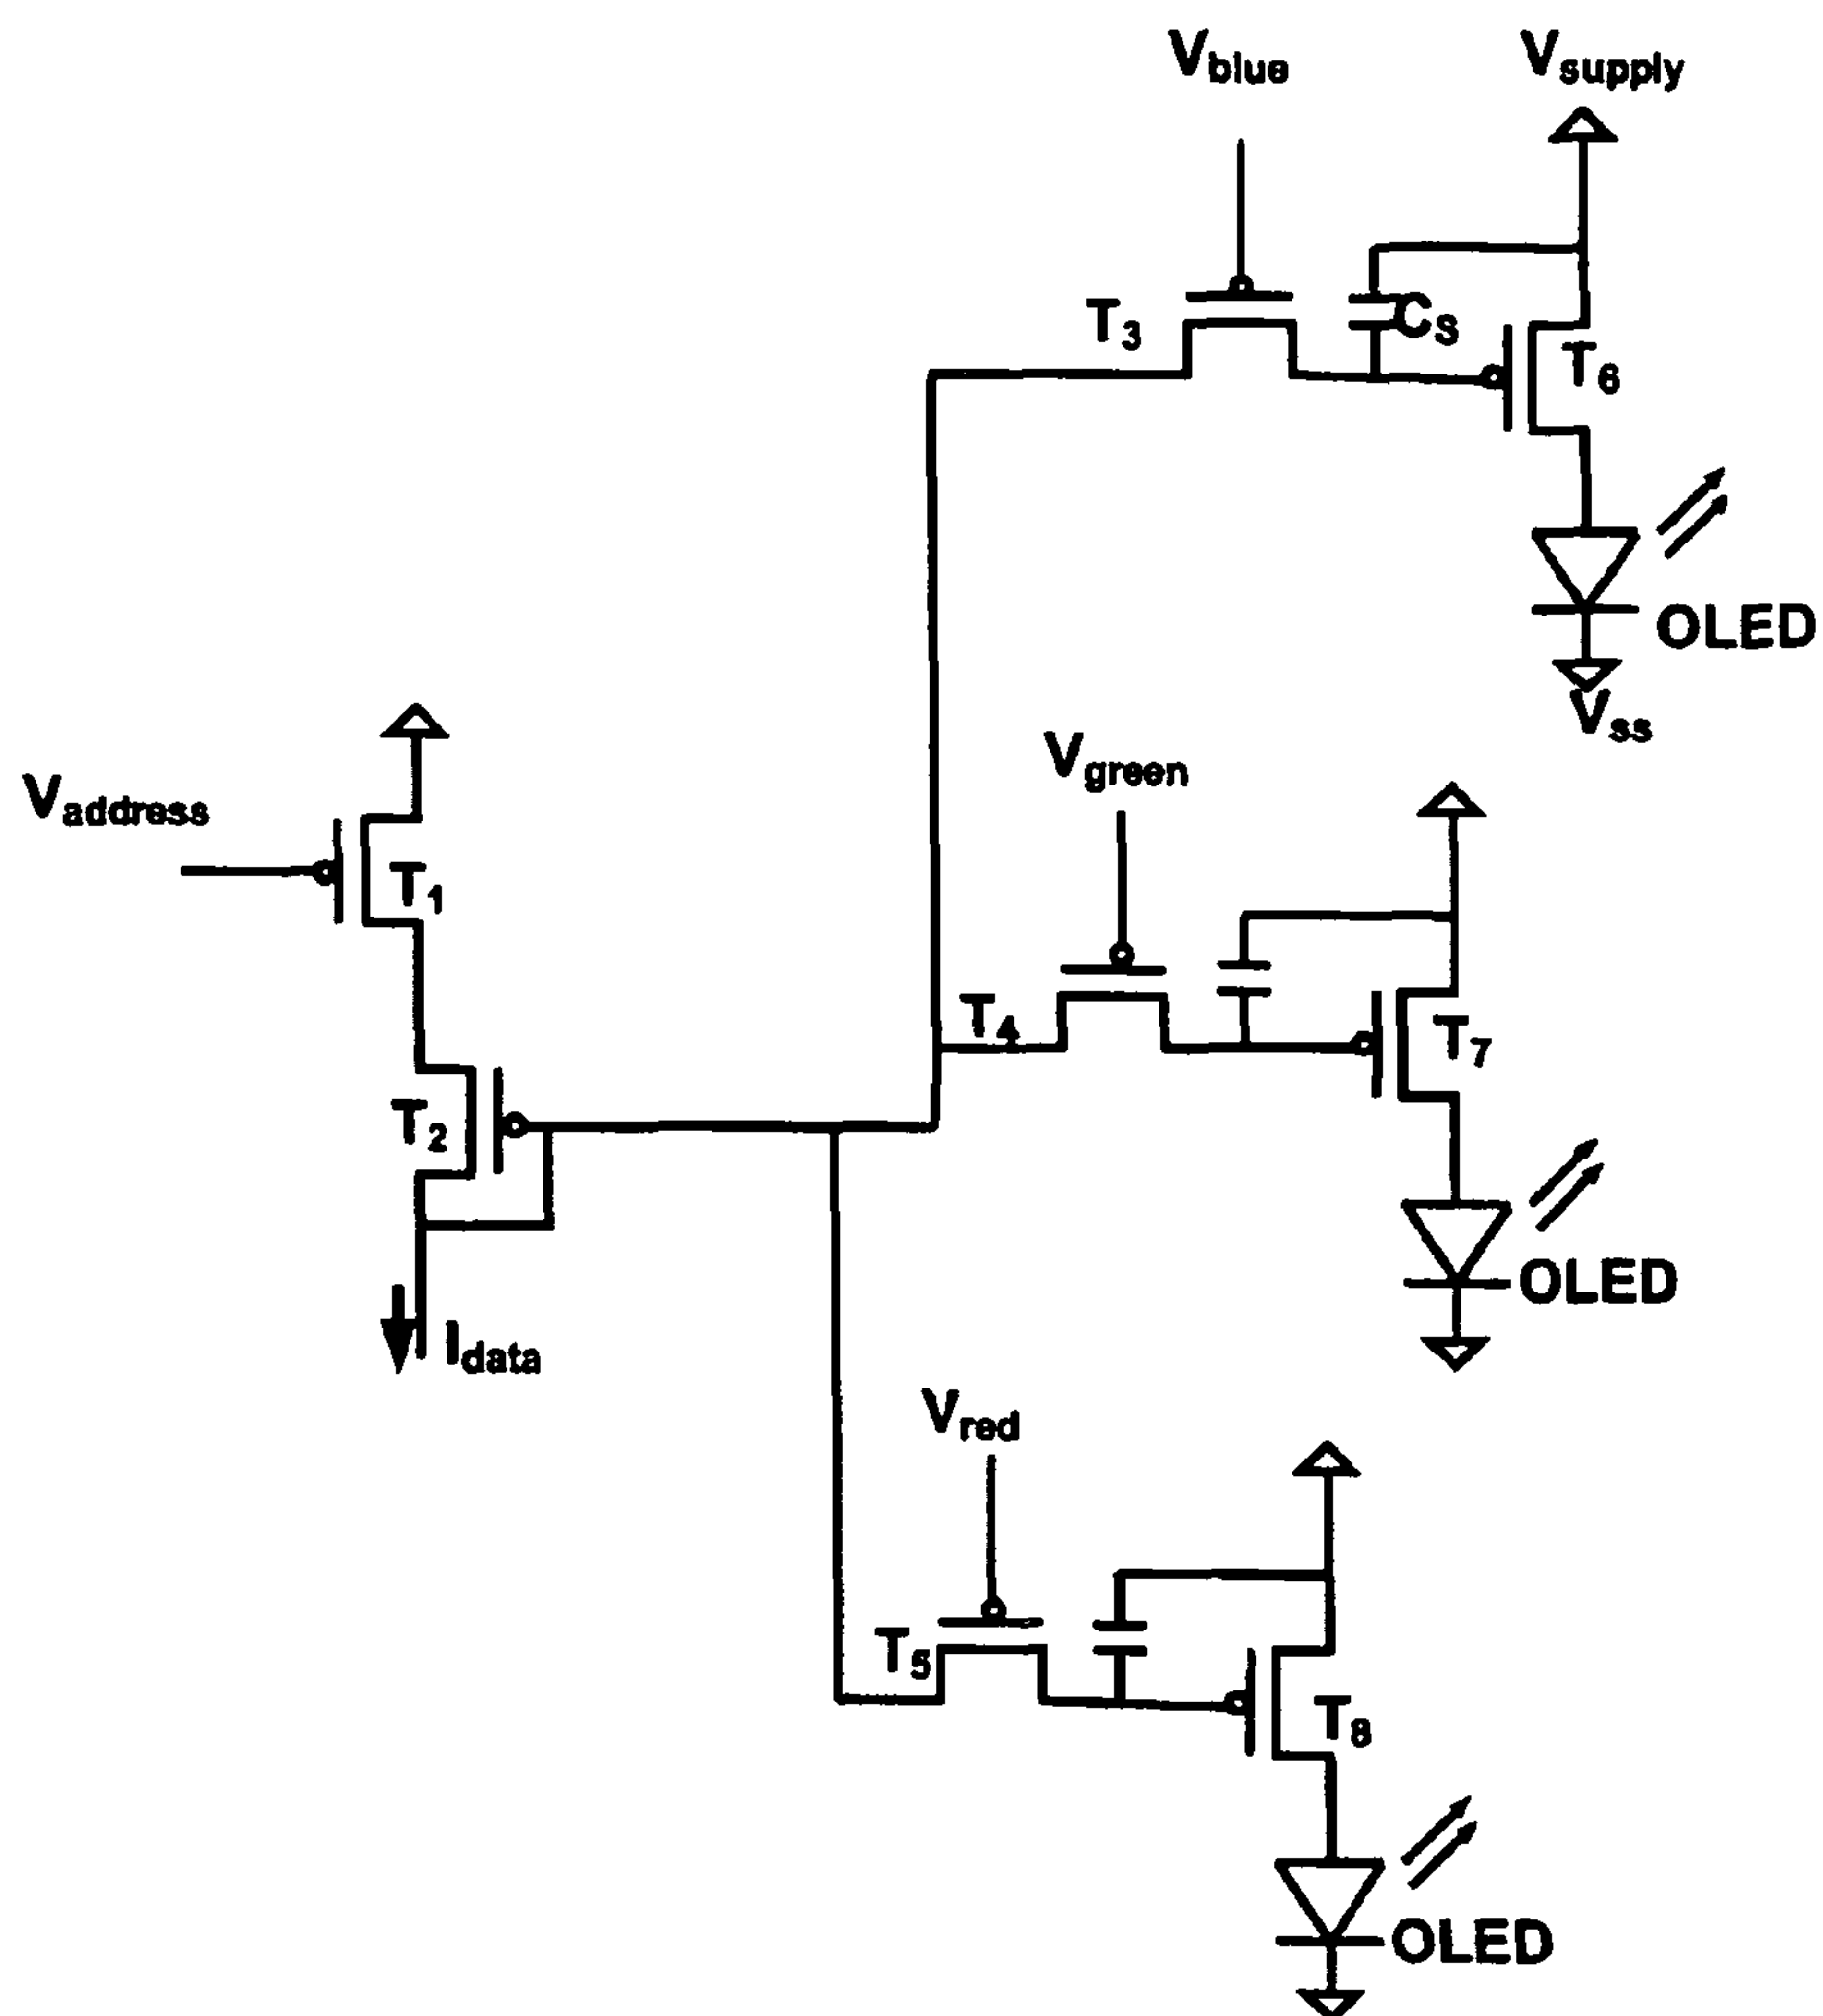 Vblue
Vsupply
T3
Cs
T6
OLED
Vss
Vaddress
T1
Vgreen
T4
T7
T2
OLED
Idata
Vred
T5
T8
OLED